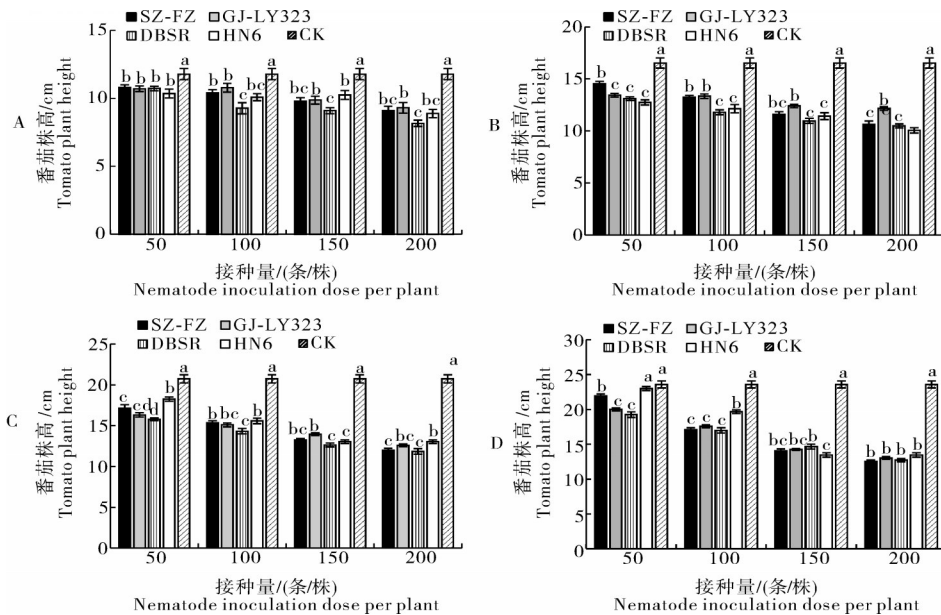 SZ-FZ GJ-LY323
DBSR HN6 CK
A
番茄株高/cm
Tomato plant height
15
10
5
0
b b b b a
b b c bc a
bc bc c b a
bc b c bc a
50 100 150 200
接种量/(条/株)
Nematode inoculation dose per plant
SZ-FZ GJ-LY323
DBSR HN6 CK
B
番茄株高/cm
Tomato plant height
20
15
10
5
0
b c c c a
b b c c a
bc b c c a
c b c c a
50 100 150 200
接种量/(条/株)
Nematode inoculation dose per plant
SZ-FZ GJ-LY323
DBSR HN6 CK
C
番茄株高/cm
Tomato plant height
25
20
15
10
5
0
c cd d b a
b bc c b a
bc b c c a
c bc c b a
50 100 150 200
接种量/(条/株)
Nematode inoculation dose per plant
SZ-FZ GJ-LY323
DBSR HN6 CK
D
番茄株高/cm
Tomato plant height
30
25
20
15
10
5
0
b c c a a
c c c b a
bc bc b c a
b b b b a
50 100 150 200
接种量/(条/株)
Nematode inoculation dose per plant